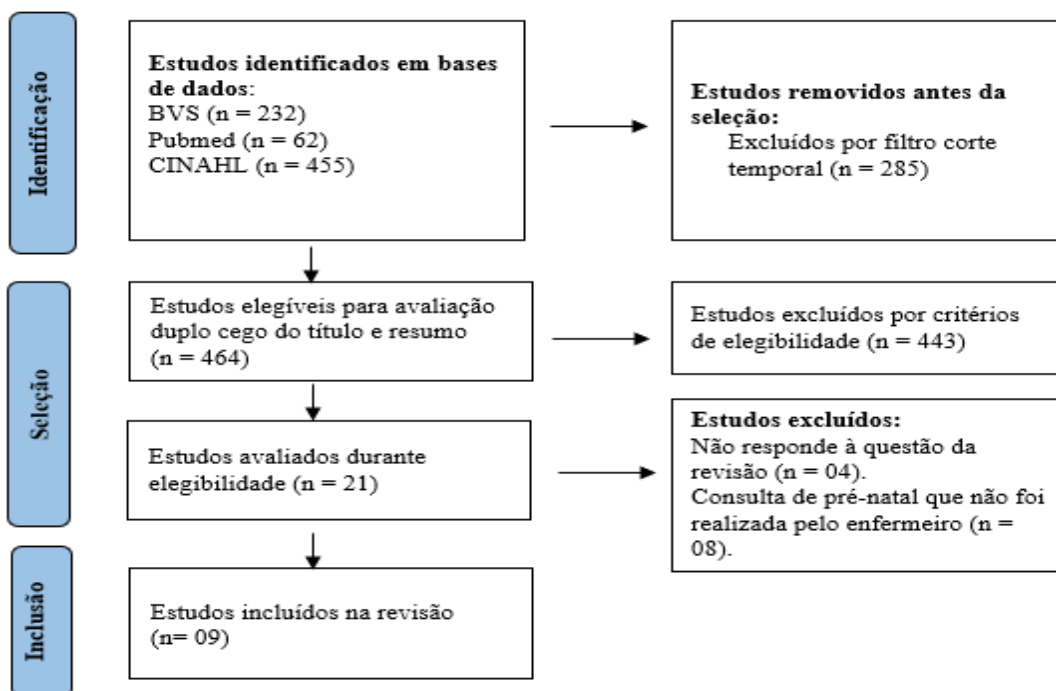 Identificação
Estudos identificados em bases
de dados:
BVS (n = 232)
Pubmed (n = 62)
CINAHL (n = 455)
Estudos removidos antes da
seleção:
Excluídos por filtro corte
temporal (n = 285)
Seleção
Estudos elegíveis para avaliação
duplo cego do título e resumo
(n = 464)
Estudos excluídos por critérios
de elegibilidade (n = 443)
Estudos avaliados durante
elegibilidade (n = 21)
Estudos excluídos:
Não responde à questão da
revisão (n = 04).
Consulta de pré-natal que não foi
realizada pelo enfermeiro (n =
08).
Inclusão
Estudos incluídos na revisão
(n= 09)